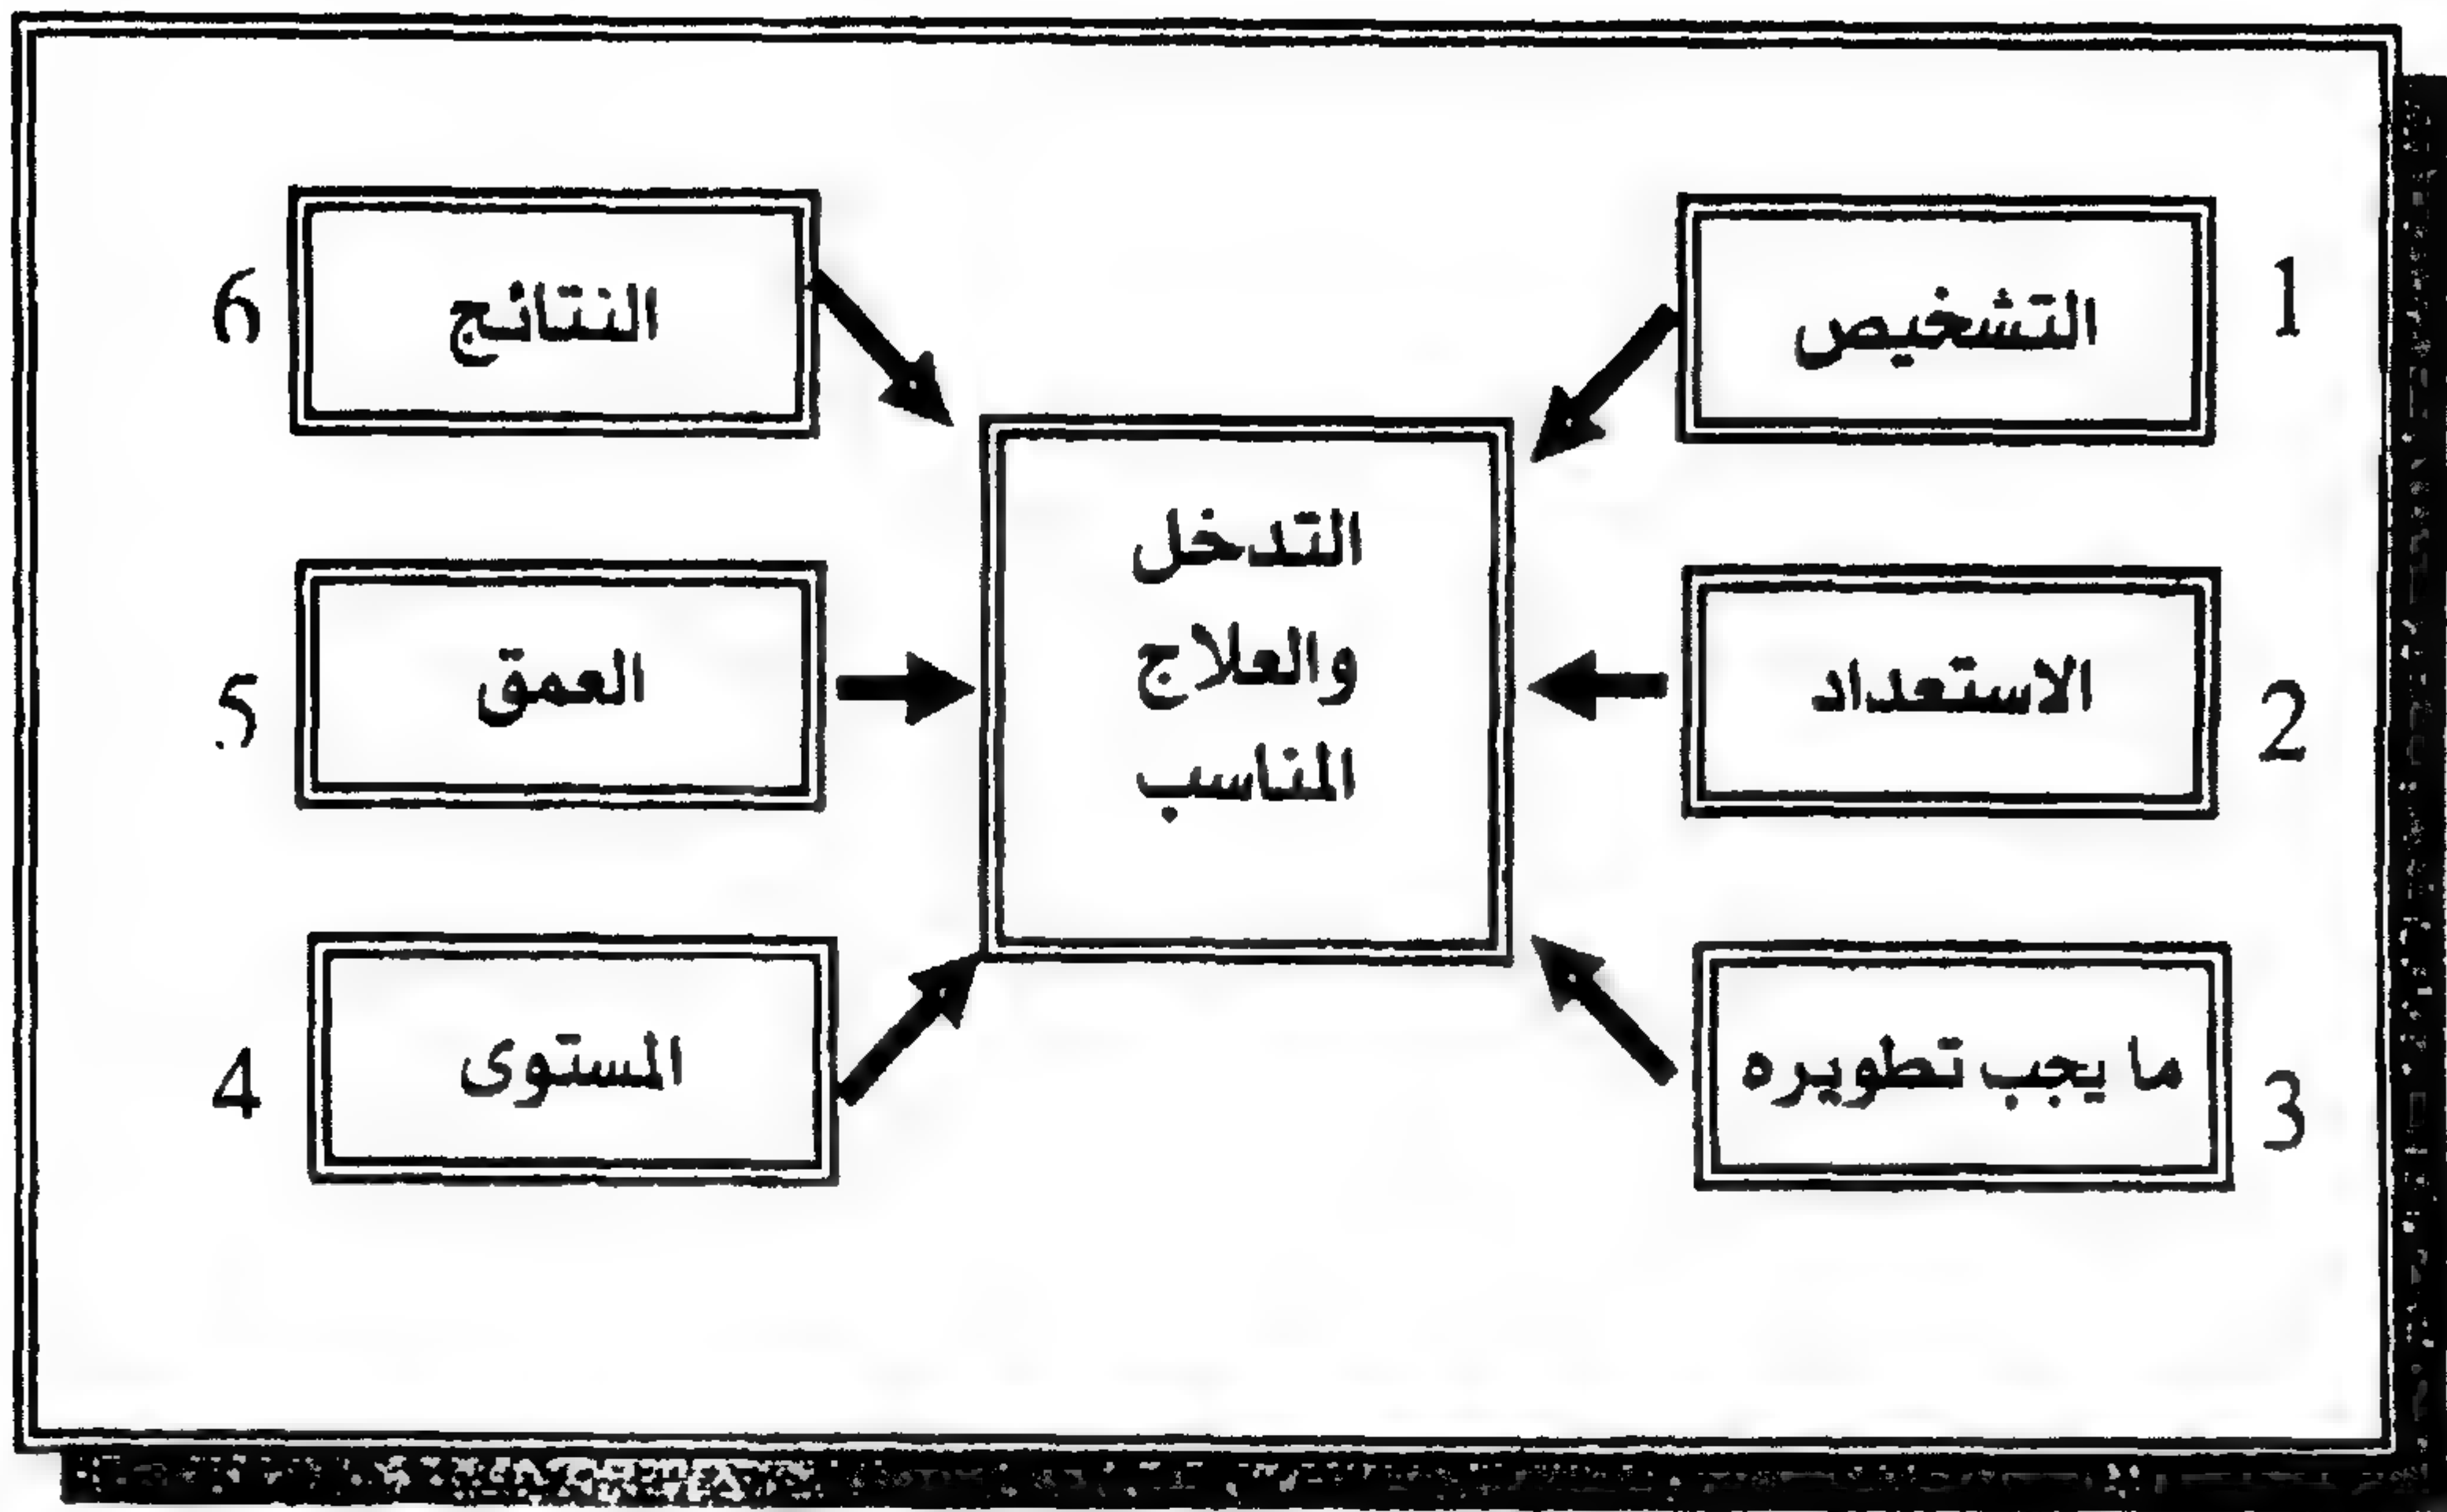 1
التشخيص
2
الاستعداد
3
ما يجب تطويره
التدخل
والعلاج
المناسب
6
النتائج
5
العمق
4
المستوى